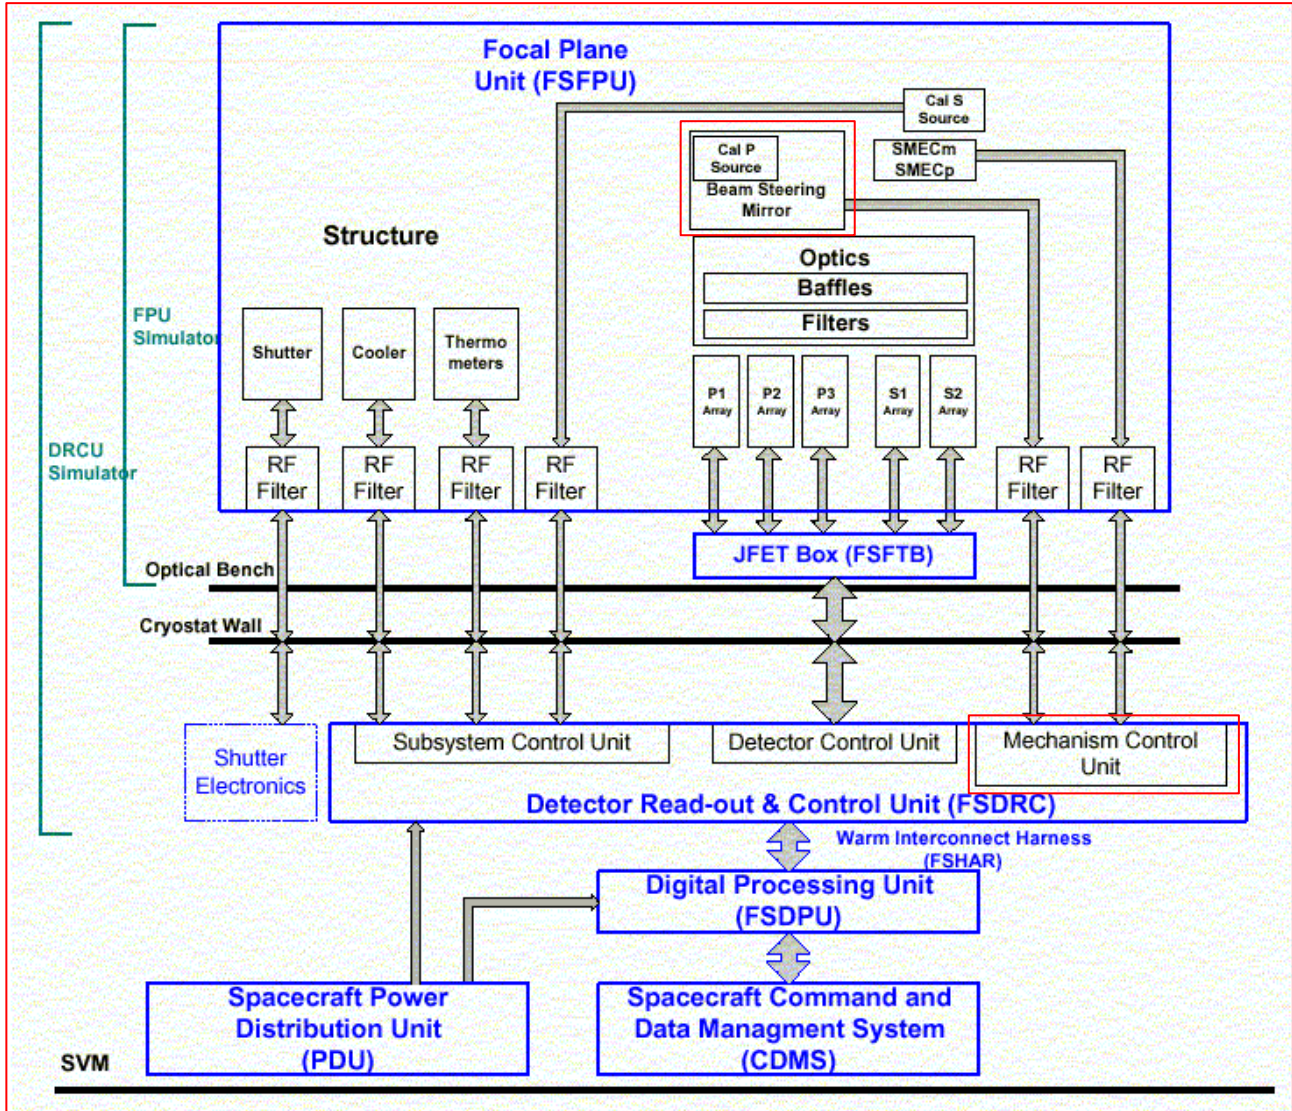 Focal Plane
Unit (FSFPU)
Cal S
Source
Cal P
Source
Beam Steering
Mirror
SMECm
SMECp
Structure
Optics
Baffles
Filters
FPU
Simulator
Shutter
Cooler
Thermo
meters
P1
Array
P2
Array
P3
Array
S1
Array
S2
Array
DRCU
Simulator
RF
Filter
RF
Filter
RF
Filter
RF
Filter
RF
Filter
RF
Filter
JFET Box (FSFTB)
Optical Bench
Cryostat Wall
Shutter
Electronics
Subsystem Control Unit
Detector Control Unit
Mechanism Control
Unit
Detector Read-out & Control Unit (FSDRC)
Warm Interconnect Harness
(FSHAR)
Digital Processing Unit
(FSDPU)
Spacecraft Power
Distribution Unit
(PDU)
Spacecraft Command and
Data Managment System
(CDMS)
SVM